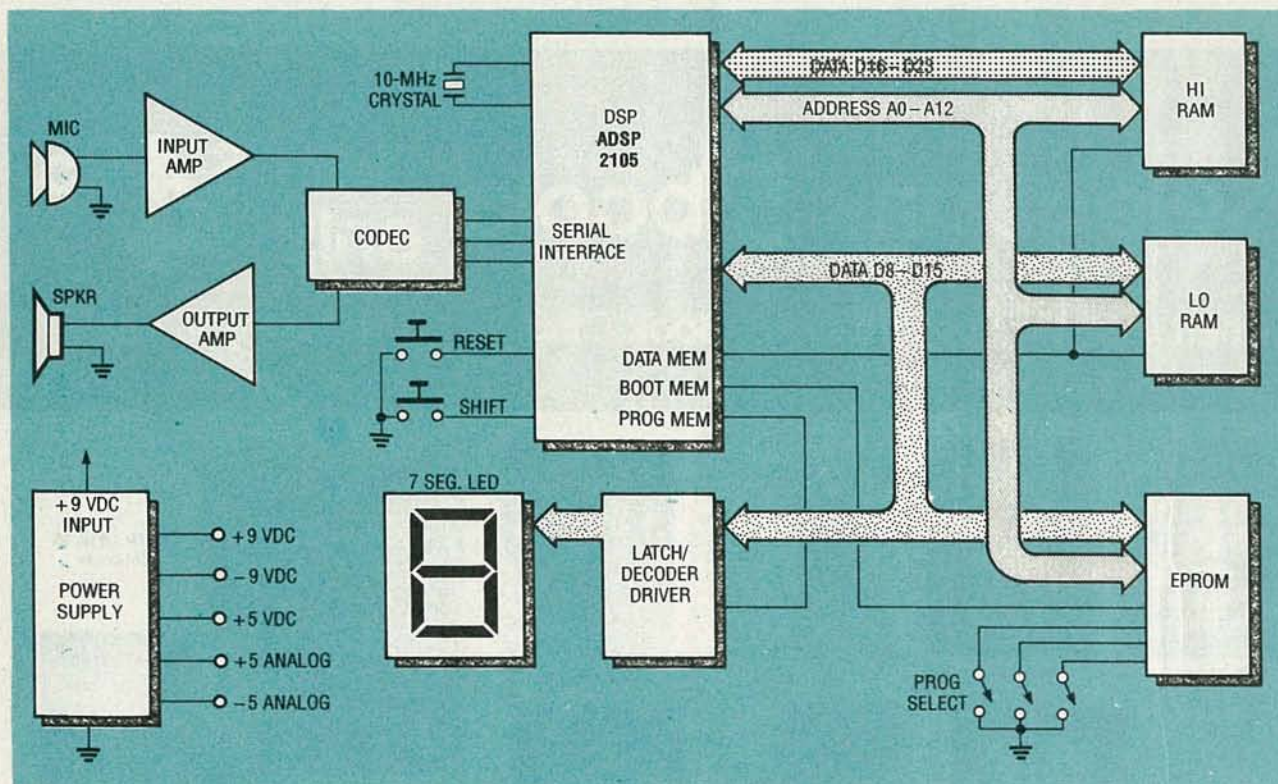 MIC
INPUT
AMP
10-MHz
CRYSTAL
DSP
ADSP
2105
SERIAL
INTERFACE
DATA MEM
BOOT MEM
PROG MEM
DATA D16–D23
ADDRESS A0–A12
HI
RAM
CODEC
DATA D8–D15
LO
RAM
SPKR
OUTPUT
AMP
RESET
SHIFT
+9 VDC
INPUT
POWER
SUPPLY
+9 VDC
-9 VDC
+5 VDC
+5 ANALOG
-5 ANALOG
7 SEG. LED
8
LATCH/
DECODER
DRIVER
EPROM
PROG
SELECT